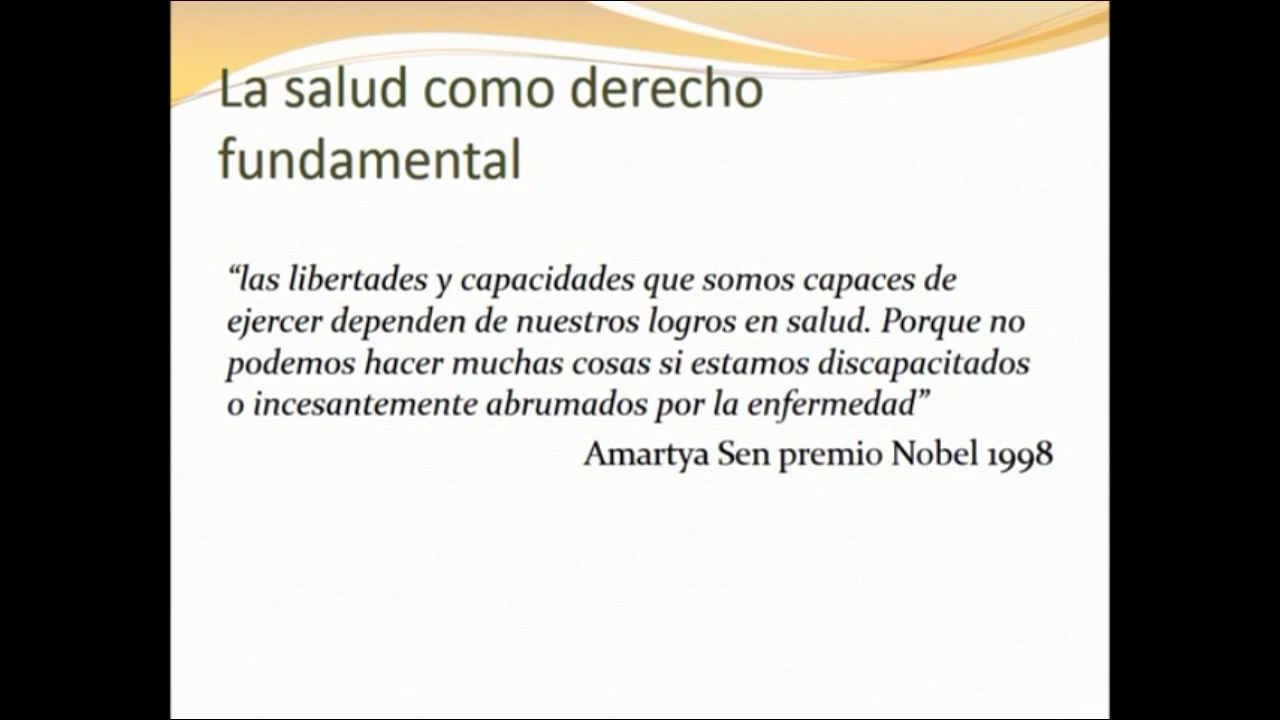 La salud como derecho
fundamental
“las libertades y capacidades que somos capaces de
ejercer dependen de nuestros logros en salud. Porque no
podemos hacer muchas cosas si estamos discapacitados
o incesantemente abrumados por la enfermedad”
Amartya Sen premio Nobel 1998